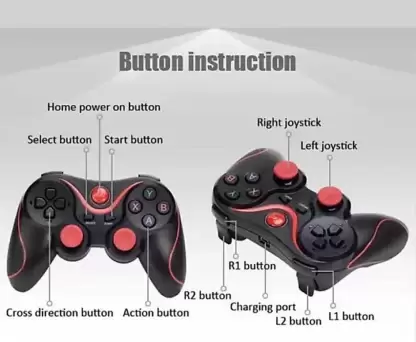 Button instruction
Home power on button
Select button
Start button
Right joystick
Left joystick
Y
X
B
A
R1 button
R2 button
Charging port
L2 button
L1 button
Cross direction button
Action button